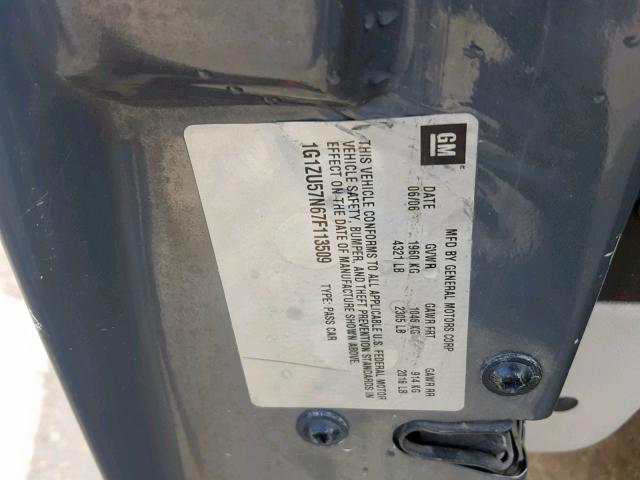 GM
MFD BY GENERAL MOTORS CORP
DATE GVWR GAWR FRT GAWR RR
06/06 1960 KG 1046 KG 914 KG
4321 LB 2305 LB 2016 LB
THIS VEHICLE CONFORMS TO ALL APPLICABLE U.S. FEDERAL MOTOR
VEHICLE SAFETY, BUMPER, AND THEFT PREVENTION STANDARDS IN
EFFECT ON THE DATE OF MANUFACTURE SHOWN ABOVE.
1G1ZU57N67F113509 TYPE: PASS CAR